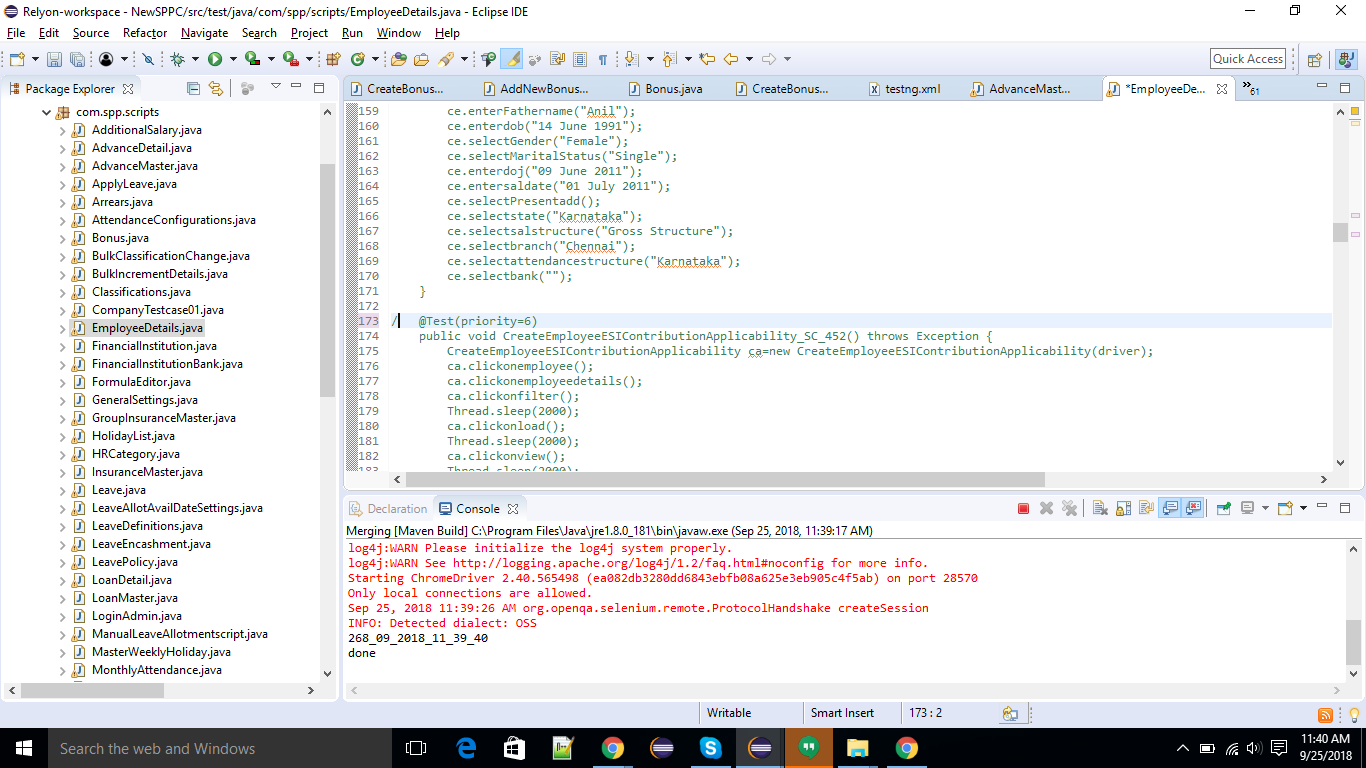 Relyon-workspace - NewSPPC/src/test/java/com/spp/scripts/EmployeeDetails.java - Eclipse IDE
File Edit Source Refactor Navigate Search Project Run Window Help
Quick Access
Package Explorer
com.spp.scripts
AdditionalSalary.java
AdvanceDetail.java
AdvanceMaster.java
ApplyLeave.java
Arrears.java
AttendanceConfigurations.java
Bonus.java
BulkClassificationChange.java
BulkIncrementDetails.java
Classifications.java
CompanyTestcase01.java
EmployeeDetails.java
FinancialInstitution.java
FinancialInstitutionBank.java
FormulaEditor.java
GeneralSettings.java
GroupInsuranceMaster.java
HolidayList.java
HRCategory.java
InsuranceMaster.java
Leave.java
LeaveAllotAvailDateSettings.java
LeaveDefinitions.java
LeaveEncashment.java
LeavePolicy.java
LoanDetail.java
LoanMaster.java
LoginAdmin.java
ManualLeaveAllotmentscript.java
MasterWeeklyHoliday.java
MonthlyAttendance.java
CreateBonus... AddNewBonus... Bonus.java CreateBonus... testng.xml AdvanceMast... *EmployeeDe... 61
159 ce.enterFathername("Anil");
160 ce.enterdob("14 June 1991");
161 ce.selectGender("Female");
162 ce.selectMaritalStatus("Single");
163 ce.enterdoj("09 June 2011");
164 ce.entersaldate("01 July 2011");
165 ce.selectPresentadd();
166 ce.selectstate("Karnataka");
167 ce.selectsalstructure("Gross Structure");
168 ce.selectbranch("Chennai");
169 ce.selectattendancestructure("Karnataka");
170 ce.selectbank("");
171 }
172
173 / @Test(priority=6)
174 public void CreateEmployeeESIContributionApplicability_SC_452() throws Exception {
175 CreateEmployeeESIContributionApplicability ca=new CreateEmployeeESIContributionApplicability(driver);
176 ca.clickonemployee();
177 ca.clickonemployeedetails();
178 ca.clickonfilter();
179 Thread.sleep(2000);
180 ca.clickonload();
181 Thread.sleep(2000);
182 ca.clickonview();
183 Thread.sleep(2000);
Declaration Console
Merging [Maven Build] C:\Program Files\Java\jre1.8.0_181\bin\javaw.exe (Sep 25, 2018, 11:39:17 AM)
log4j:WARN Please initialize the log4j system properly.
log4j:WARN See http://logging.apache.org/log4j/1.2/faq.html#noconfig for more info.
Starting ChromeDriver 2.40.565498 (ea082db3280dd6843ebfb08a625e3eb905c4f5ab) on port 28570
Only local connections are allowed.
Sep 25, 2018 11:39:26 AM org.openqa.selenium.remote.ProtocolHandshake createSession
INFO: Detected dialect: OSS
268_09_2018_11_39_40
done
Writable Smart Insert 173 : 2
Search the web and Windows
11:40 AM
9/25/2018